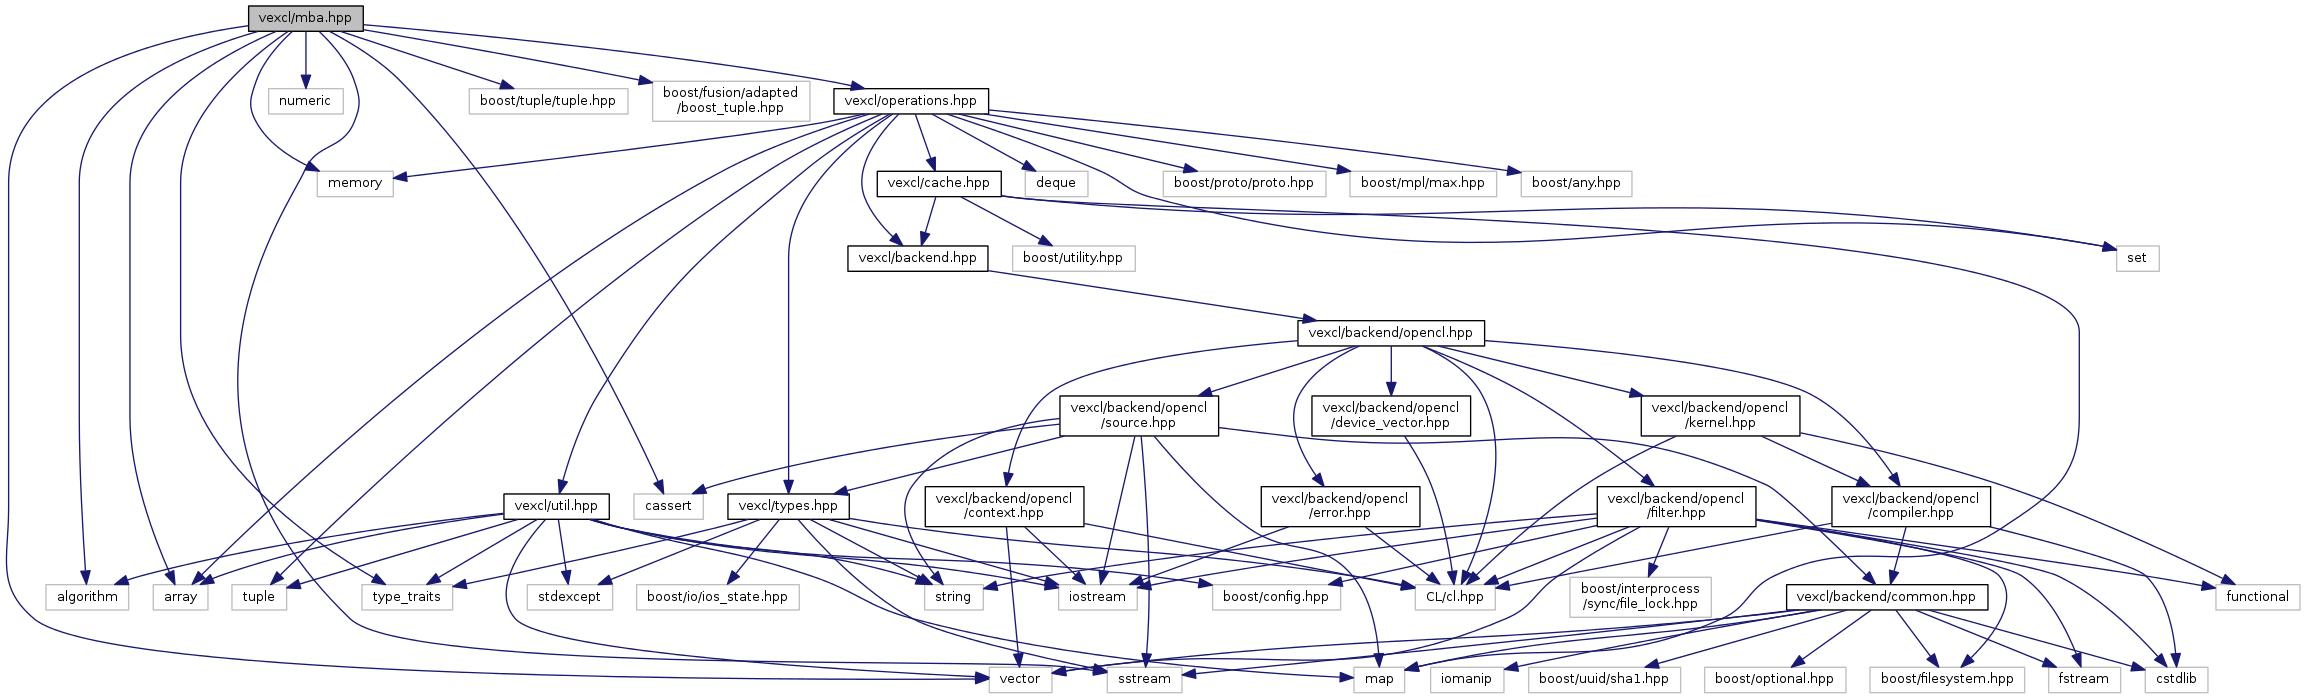 vexcl/mba.hpp
numeric
boost/tuple/tuple.hpp
boost/fusion/adapted
/boost_tuple.hpp
vexcl/operations.hpp
memory
vexcl/cache.hpp
deque
boost/proto/proto.hpp
boost/mpl/max.hpp
boost/any.hpp
vexcl/backend.hpp
boost/utility.hpp
set
vexcl/backend/opencl.hpp
vexcl/backend/opencl
/source.hpp
vexcl/backend/opencl
/device_vector.hpp
vexcl/backend/opencl
/kernel.hpp
vexcl/util.hpp
cassert
vexcl/types.hpp
vexcl/backend/opencl
/context.hpp
vexcl/backend/opencl
/error.hpp
vexcl/backend/opencl
/filter.hpp
vexcl/backend/opencl
/compiler.hpp
algorithm
array
tuple
type_traits
stdexcept
boost/io/ios_state.hpp
string
iostream
boost/config.hpp
CL/cl.hpp
boost/interprocess
/sync/file_lock.hpp
vexcl/backend/common.hpp
functional
vector
sstream
map
iomanip
boost/uuid/sha1.hpp
boost/optional.hpp
boost/filesystem.hpp
fstream
cstdlib